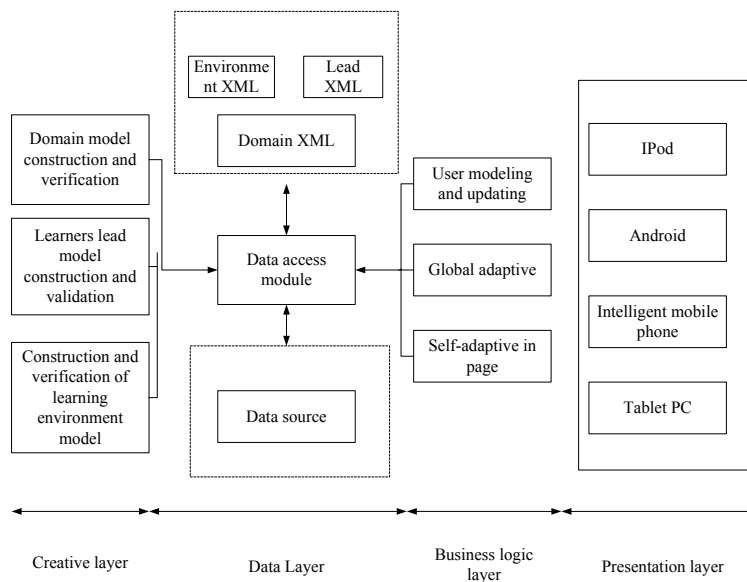 Domain model
construction and
verification
Learners lead model
construction and
validation
Construction and
verification of
learning
environment model
Environme
nt XML
Lead
XML
Domain XML
Data access
module
Data source
User modeling
and updating
Global adaptive
Self-adaptive in
page
IPod
Android
Intelligent mobile
phone
Tablet PC
Creative layer
Data Layer
Business logic
layer
Presentation layer